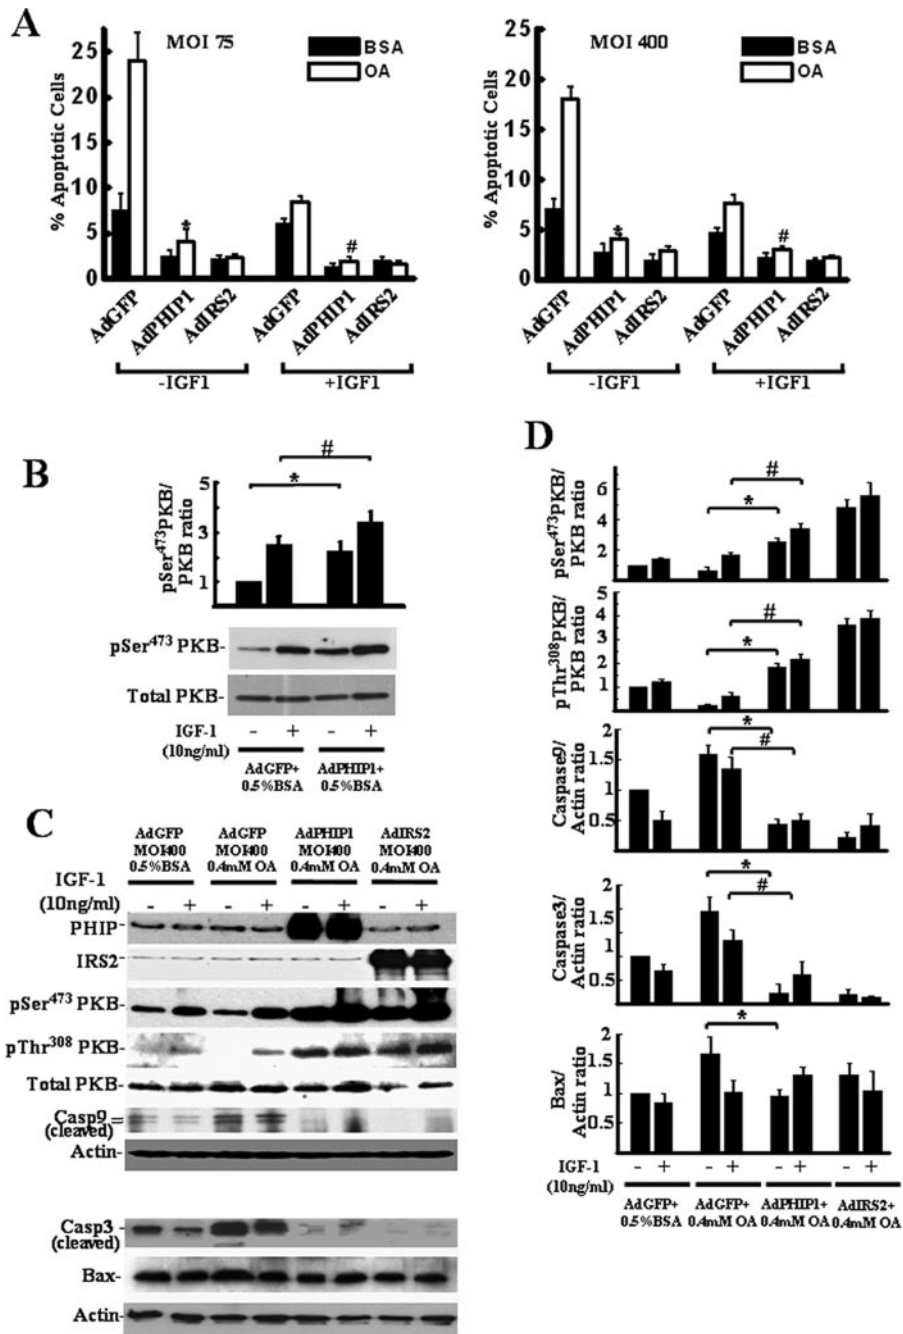 A
MOI 75
BSA
OA
% Apoptotic Cells
25
20
15
10
5
0
AdGFP
AdPHIP1
AdIRS2
AdGFP
AdPHIP1
AdIRS2
‡
#
-IGF1
+IGF1
MOI 400
BSA
OA
% Apoptotic Cells
25
20
15
10
5
0
AdGFP
AdPHIP1
AdIRS2
AdGFP
AdPHIP1
AdIRS2
‡
#
-IGF1
+IGF1
B
pSer473PKB/
PKB ratio
5
3
1
*
#
pSer473 PKB-
Total PKB-
IGF-1
(10ng/ml)
- + - +
AdGFP+
0.5%BSA
AdPHIP1+
0.5%BSA
C
AdGFP
MOI400
0.5%BSA
AdGFP
MOI400
0.4mM OA
AdPHIP1
MOI400
0.4mM OA
AdIRS2
MOI400
0.4mM OA
IGF-1
(10ng/ml)
- + - + - + - +
PHIP-
IRS2
pSer473 PKB-
pThr308 PKB-
Total PKB-
Casp9=
(cleaved)
Actin-
Casp3-
(cleaved)
Bax-
Actin-
D
pSer473PKB/
PKB ratio
6
4
2
*
#
pThr308PKB/
PKB ratio
5
4
3
2
1
*
#
Caspase9/
Actin ratio
2
1.5
1
0.5
*
#
Caspase3/
Actin ratio
2
1.5
1
0.5
*
#
Bax/
Actin ratio
2
1.5
1
0.5
*
IGF-1
(10ng/ml)
- + - + - + - +
AdGFP+
0.5%BSA
AdGFP+
0.4mM OA
AdPHIP1+
0.4mM OA
AdIRS2+
0.4mM OA